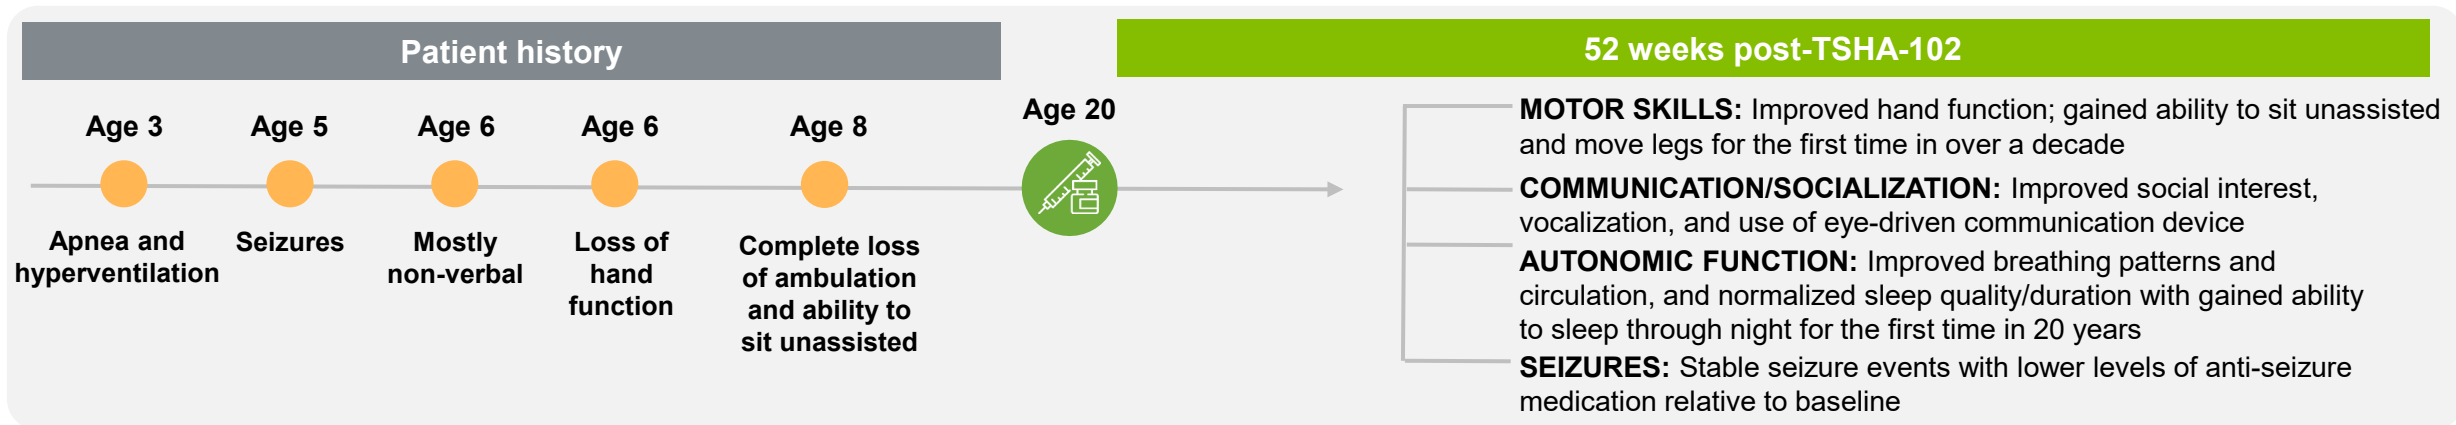 Patient history
52 weeks post-TSHA-102
Age 3
Age 5
Age 6
Age 6
Age 8
Age 20
Apnea and
hyperventilation
Seizures
Mostly
non-verbal
Loss of
hand
function
Complete loss
of ambulation
and ability to
sit unassisted
MOTOR SKILLS: Improved hand function; gained ability to sit unassisted
and move legs for the first time in over a decade
COMMUNICATION/SOCIALIZATION: Improved social interest,
vocalization, and use of eye-driven communication device
AUTONOMIC FUNCTION: Improved breathing patterns and
circulation, and normalized sleep quality/duration with gained ability
to sleep through night for the first time in 20 years
SEIZURES: Stable seizure events with lower levels of anti-seizure
medication relative to baseline